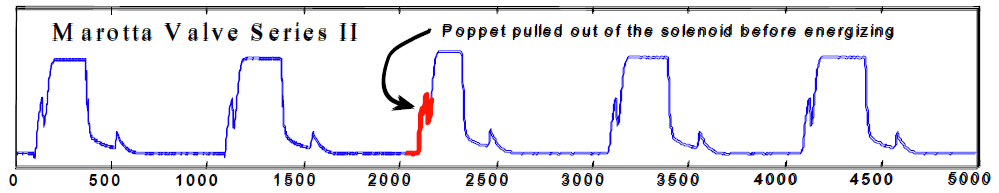 Marotta Valve Series II
Poppet pulled out of the solenoid before energizing
0 500 1000 1500 2000 2500 3000 3500 4000 4500 5000